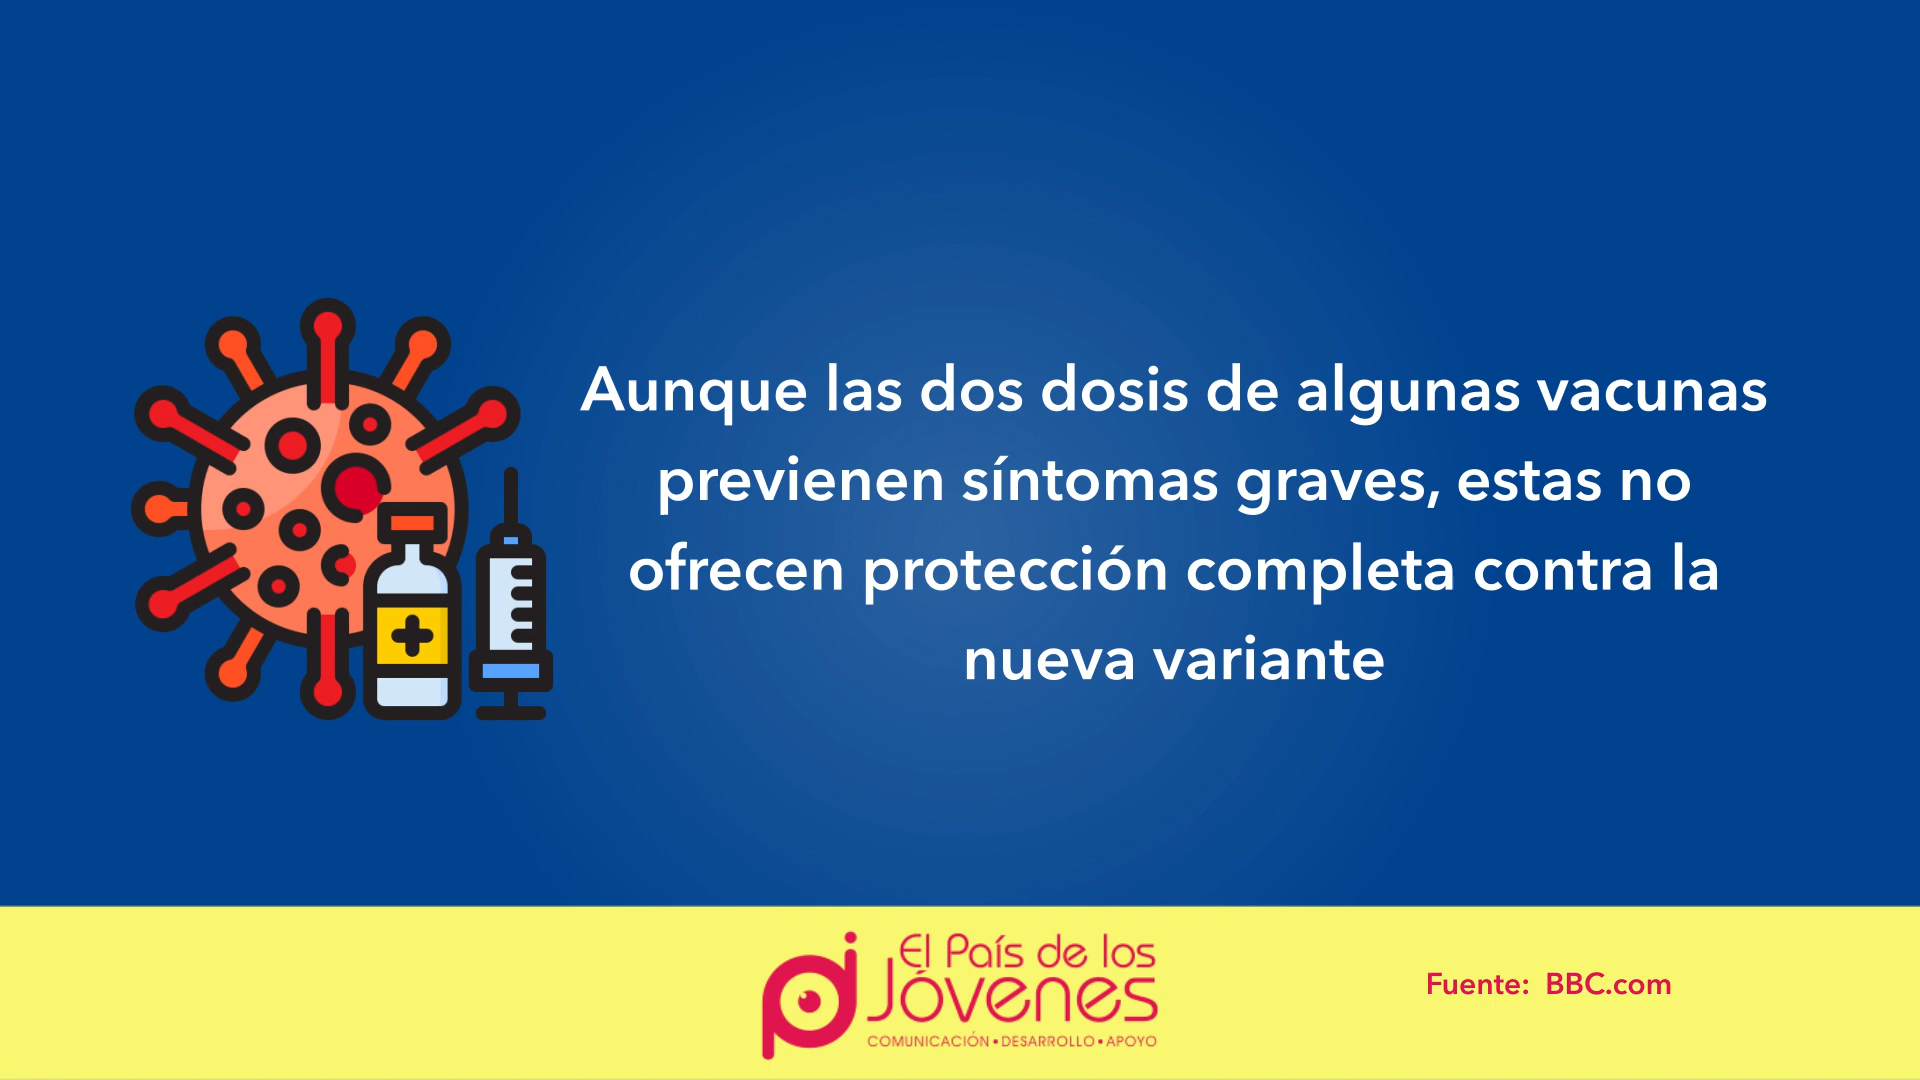 Aunque las dos dosis de algunas vacunas
previenen síntomas graves, estas no
ofrecen protección completa contra la
nueva variante
El País de los
Jóvenes
COMUNICACIÓN • DESARROLLO • APOYO
Fuente: BBC.com